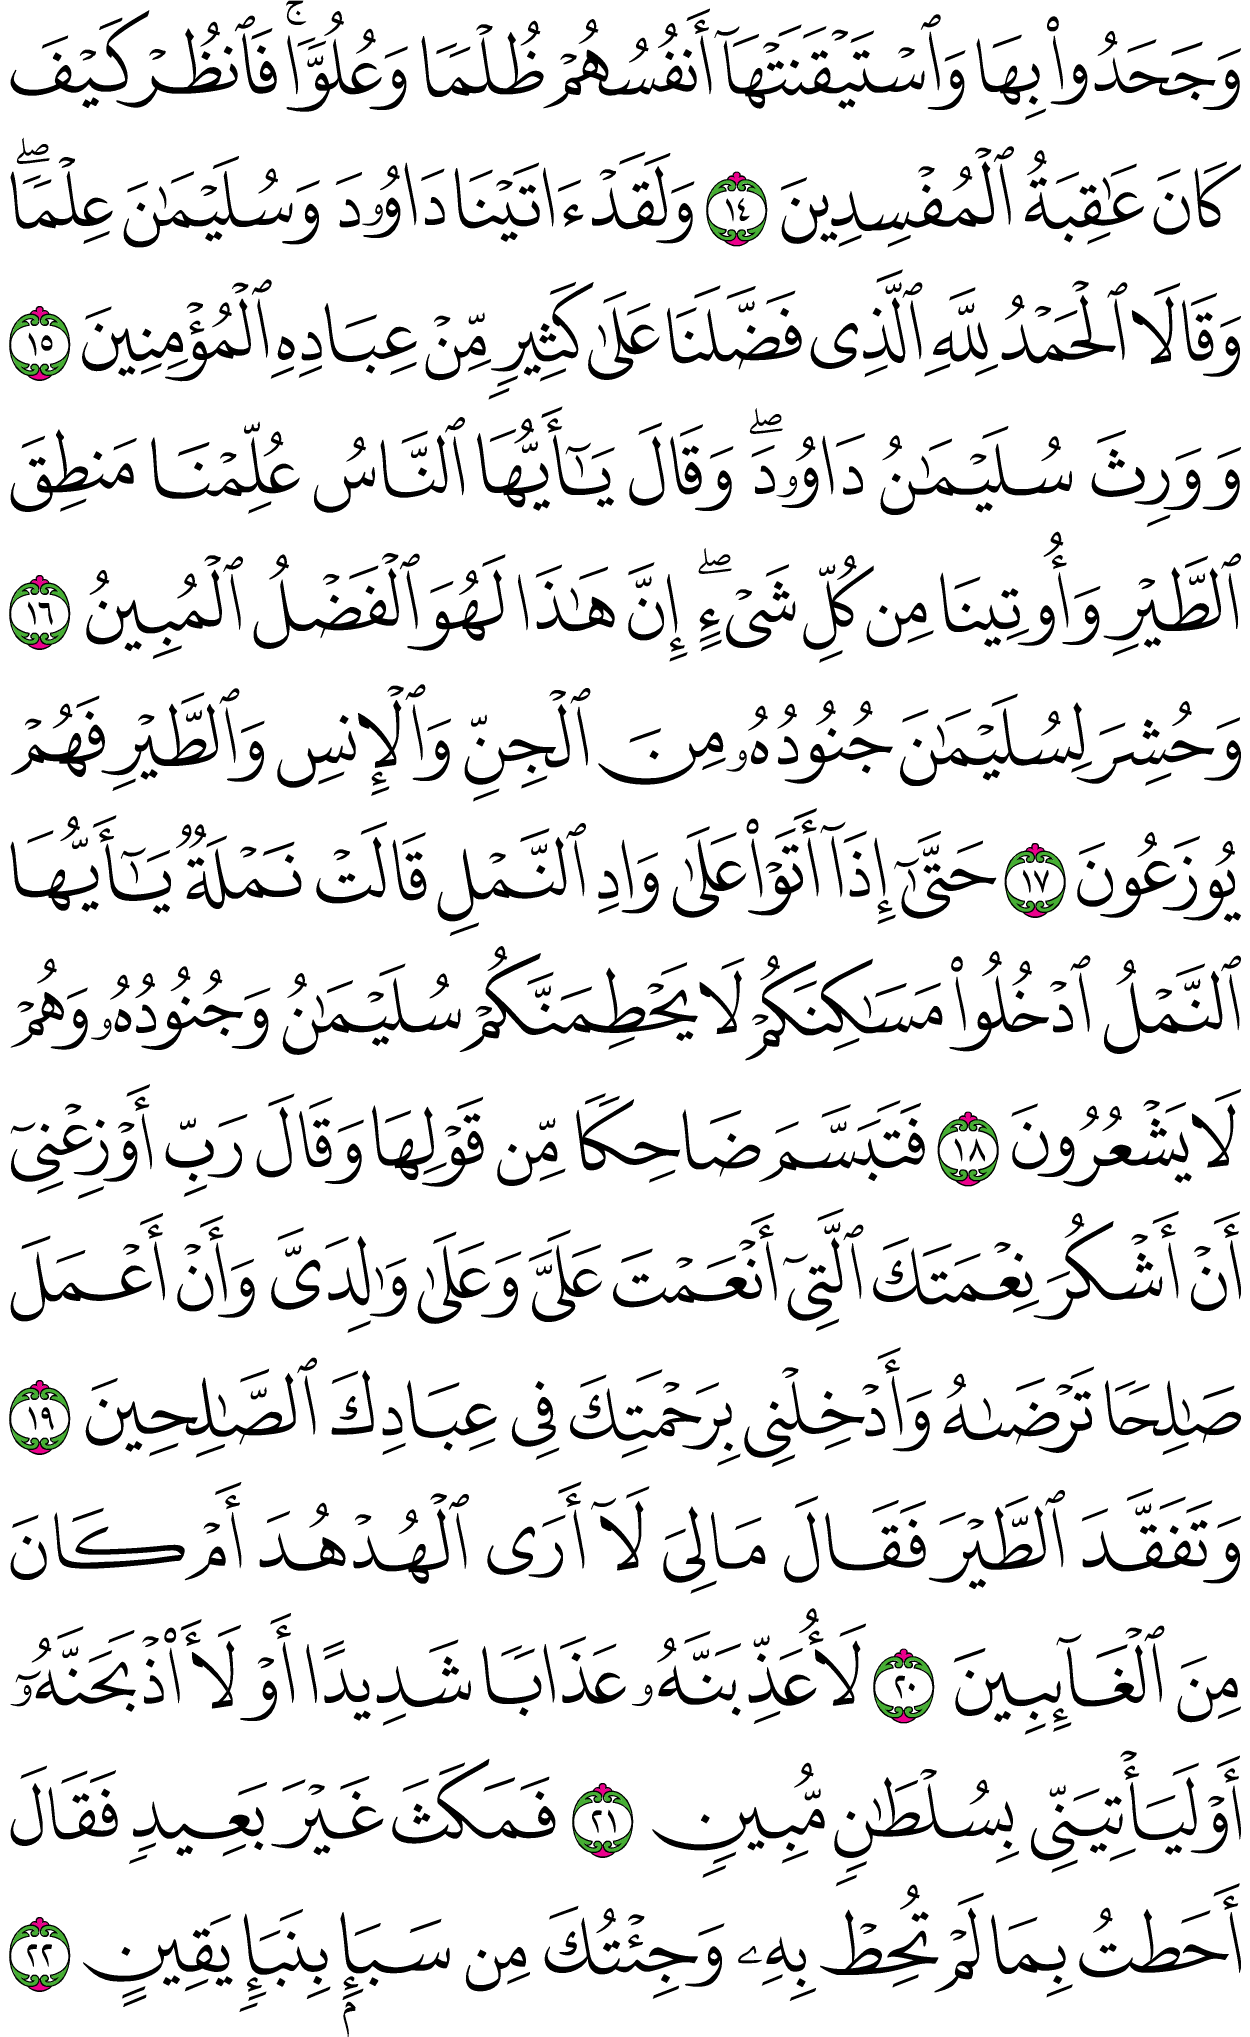 وَجَحَدُوا۟ بِهَا وَٱسْتَيْقَنَتْهَآ أَنفُسُهُمْ ظُلْمًا وَعُلُوًّا ۚ فَٱنظُرْ كَيْفَ
كَانَ عَٰقِبَةُ ٱلْمُفْسِدِينَ ١٤ وَلَقَدْ ءَاتَيْنَا دَاوُۥدَ وَسُلَيْمَٰنَ عِلْمًا ۖ
وَقَالَا ٱلْحَمْدُ لِلَّهِ ٱلَّذِى فَضَّلَنَا عَلَىٰ كَثِيرٍ مِّنْ عِبَادِهِ ٱلْمُؤْمِنِينَ ١٥
وَوَرِثَ سُلَيْمَٰنُ دَاوُۥدَ ۖ وَقَالَ يَٰٓأَيُّهَا ٱلنَّاسُ عُلِّمْنَا مَنطِقَ
ٱلطَّيْرِ وَأُوتِينَا مِن كُلِّ شَىْءٍ ۖ إِنَّ هَٰذَا لَهُوَ ٱلْفَضْلُ ٱلْمُبِينُ ١٦
وَحُشِرَ لِسُلَيْمَٰنَ جُنُودُهُۥ مِنَ ٱلْجِنِّ وَٱلْإِنسِ وَٱلطَّيْرِ فَهُمْ
يُوزَعُونَ ١٧ حَتَّىٰٓ إِذَآ أَتَوْا۟ عَلَىٰ وَادِ ٱلنَّمْلِ قَالَتْ نَمْلَةٌ يَٰٓأَيُّهَا
ٱلنَّمْلُ ٱدْخُلُوا۟ مَسَٰكِنَكُمْ لَا يَحْطِمَنَّكُمْ سُلَيْمَٰنُ وَجُنُودُهُۥ وَهُمْ
لَا يَشْعُرُونَ ١٨ فَتَبَسَّمَ ضَاحِكًا مِّن قَوْلِهَا وَقَالَ رَبِّ أَوْزِعْنِىٓ
أَنْ أَشْكُرَ نِعْمَتَكَ ٱلَّتِىٓ أَنْعَمْتَ عَلَىَّ وَعَلَىٰ وَٰلِدَىَّ وَأَنْ أَعْمَلَ
صَٰلِحًا تَرْضَىٰهُ وَأَدْخِلْنِى بِرَحْمَتِكَ فِى عِبَادِكَ ٱلصَّٰلِحِينَ ١٩
وَتَفَقَّدَ ٱلطَّيْرَ فَقَالَ مَالِىَ لَآ أَرَى ٱلْهُدْهُدَ أَمْ كَانَ
مِنَ ٱلْغَآئِبِينَ ٢٠ لَأُعَذِّبَنَّهُۥ عَذَابًا شَدِيدًا أَوْ لَأَا۟ذْبَحَنَّهُۥٓ
أَوْ لَيَأْتِيَنِّى بِسُلْطَٰنٍ مُّبِينٍ ٢١ فَمَكَثَ غَيْرَ بَعِيدٍ فَقَالَ
أَحَطتُ بِمَا لَمْ تُحِطْ بِهِۦ وَجِئْتُكَ مِن سَبَإٍۭ بِنَبَإٍ يَقِينٍ ٢٢